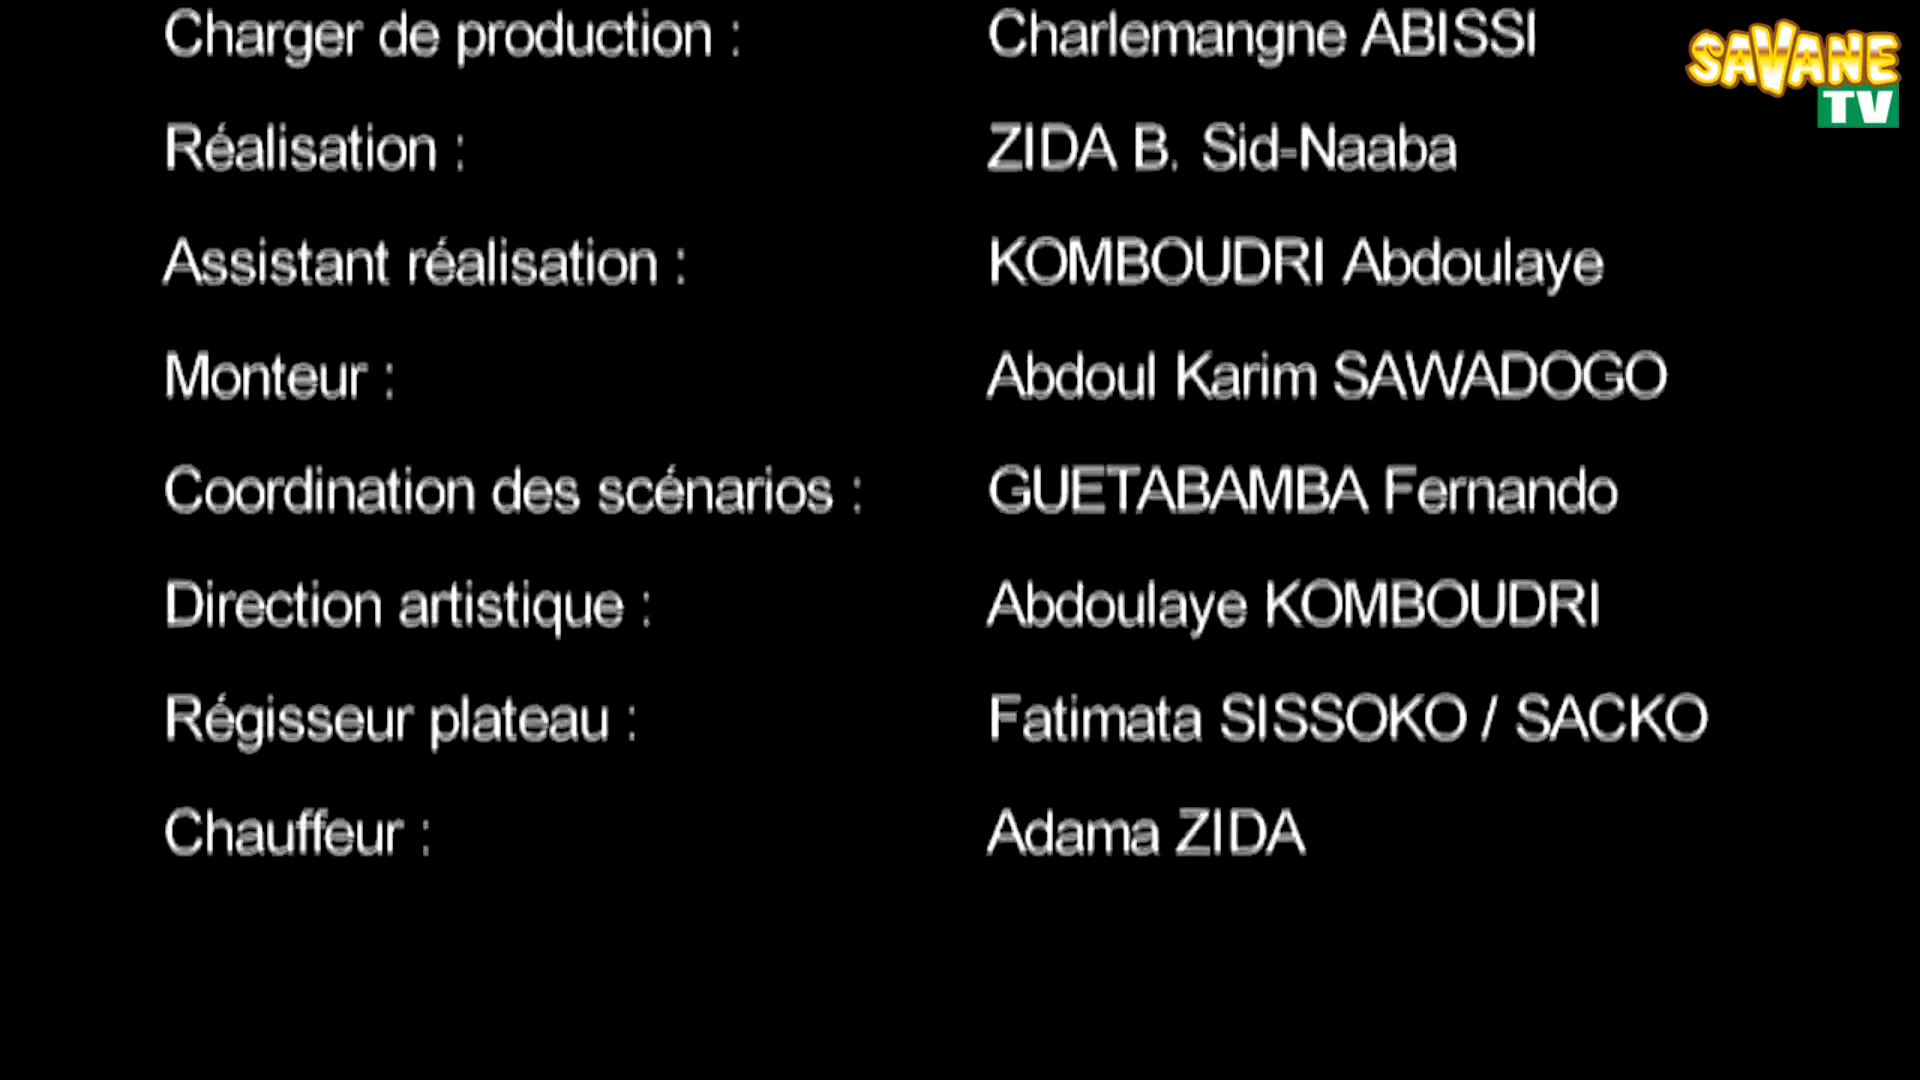 Charger de production : Charlemangne ABISSI
SAVANE
TV
Réalisation : ZIDA B. Sid-Naaba
Assistant réalisation : KOMBOUDRI Abdoulaye
Monteur : Abdoul Karim SAWADOGO
Coordination des scénarios : GUETABAMBA Fernando
Direction artistique : Abdoulaye KOMBOUDRI
Régisseur plateau : Fatimata SISSOKO / SACKO
Chauffeur : Adama ZIDA